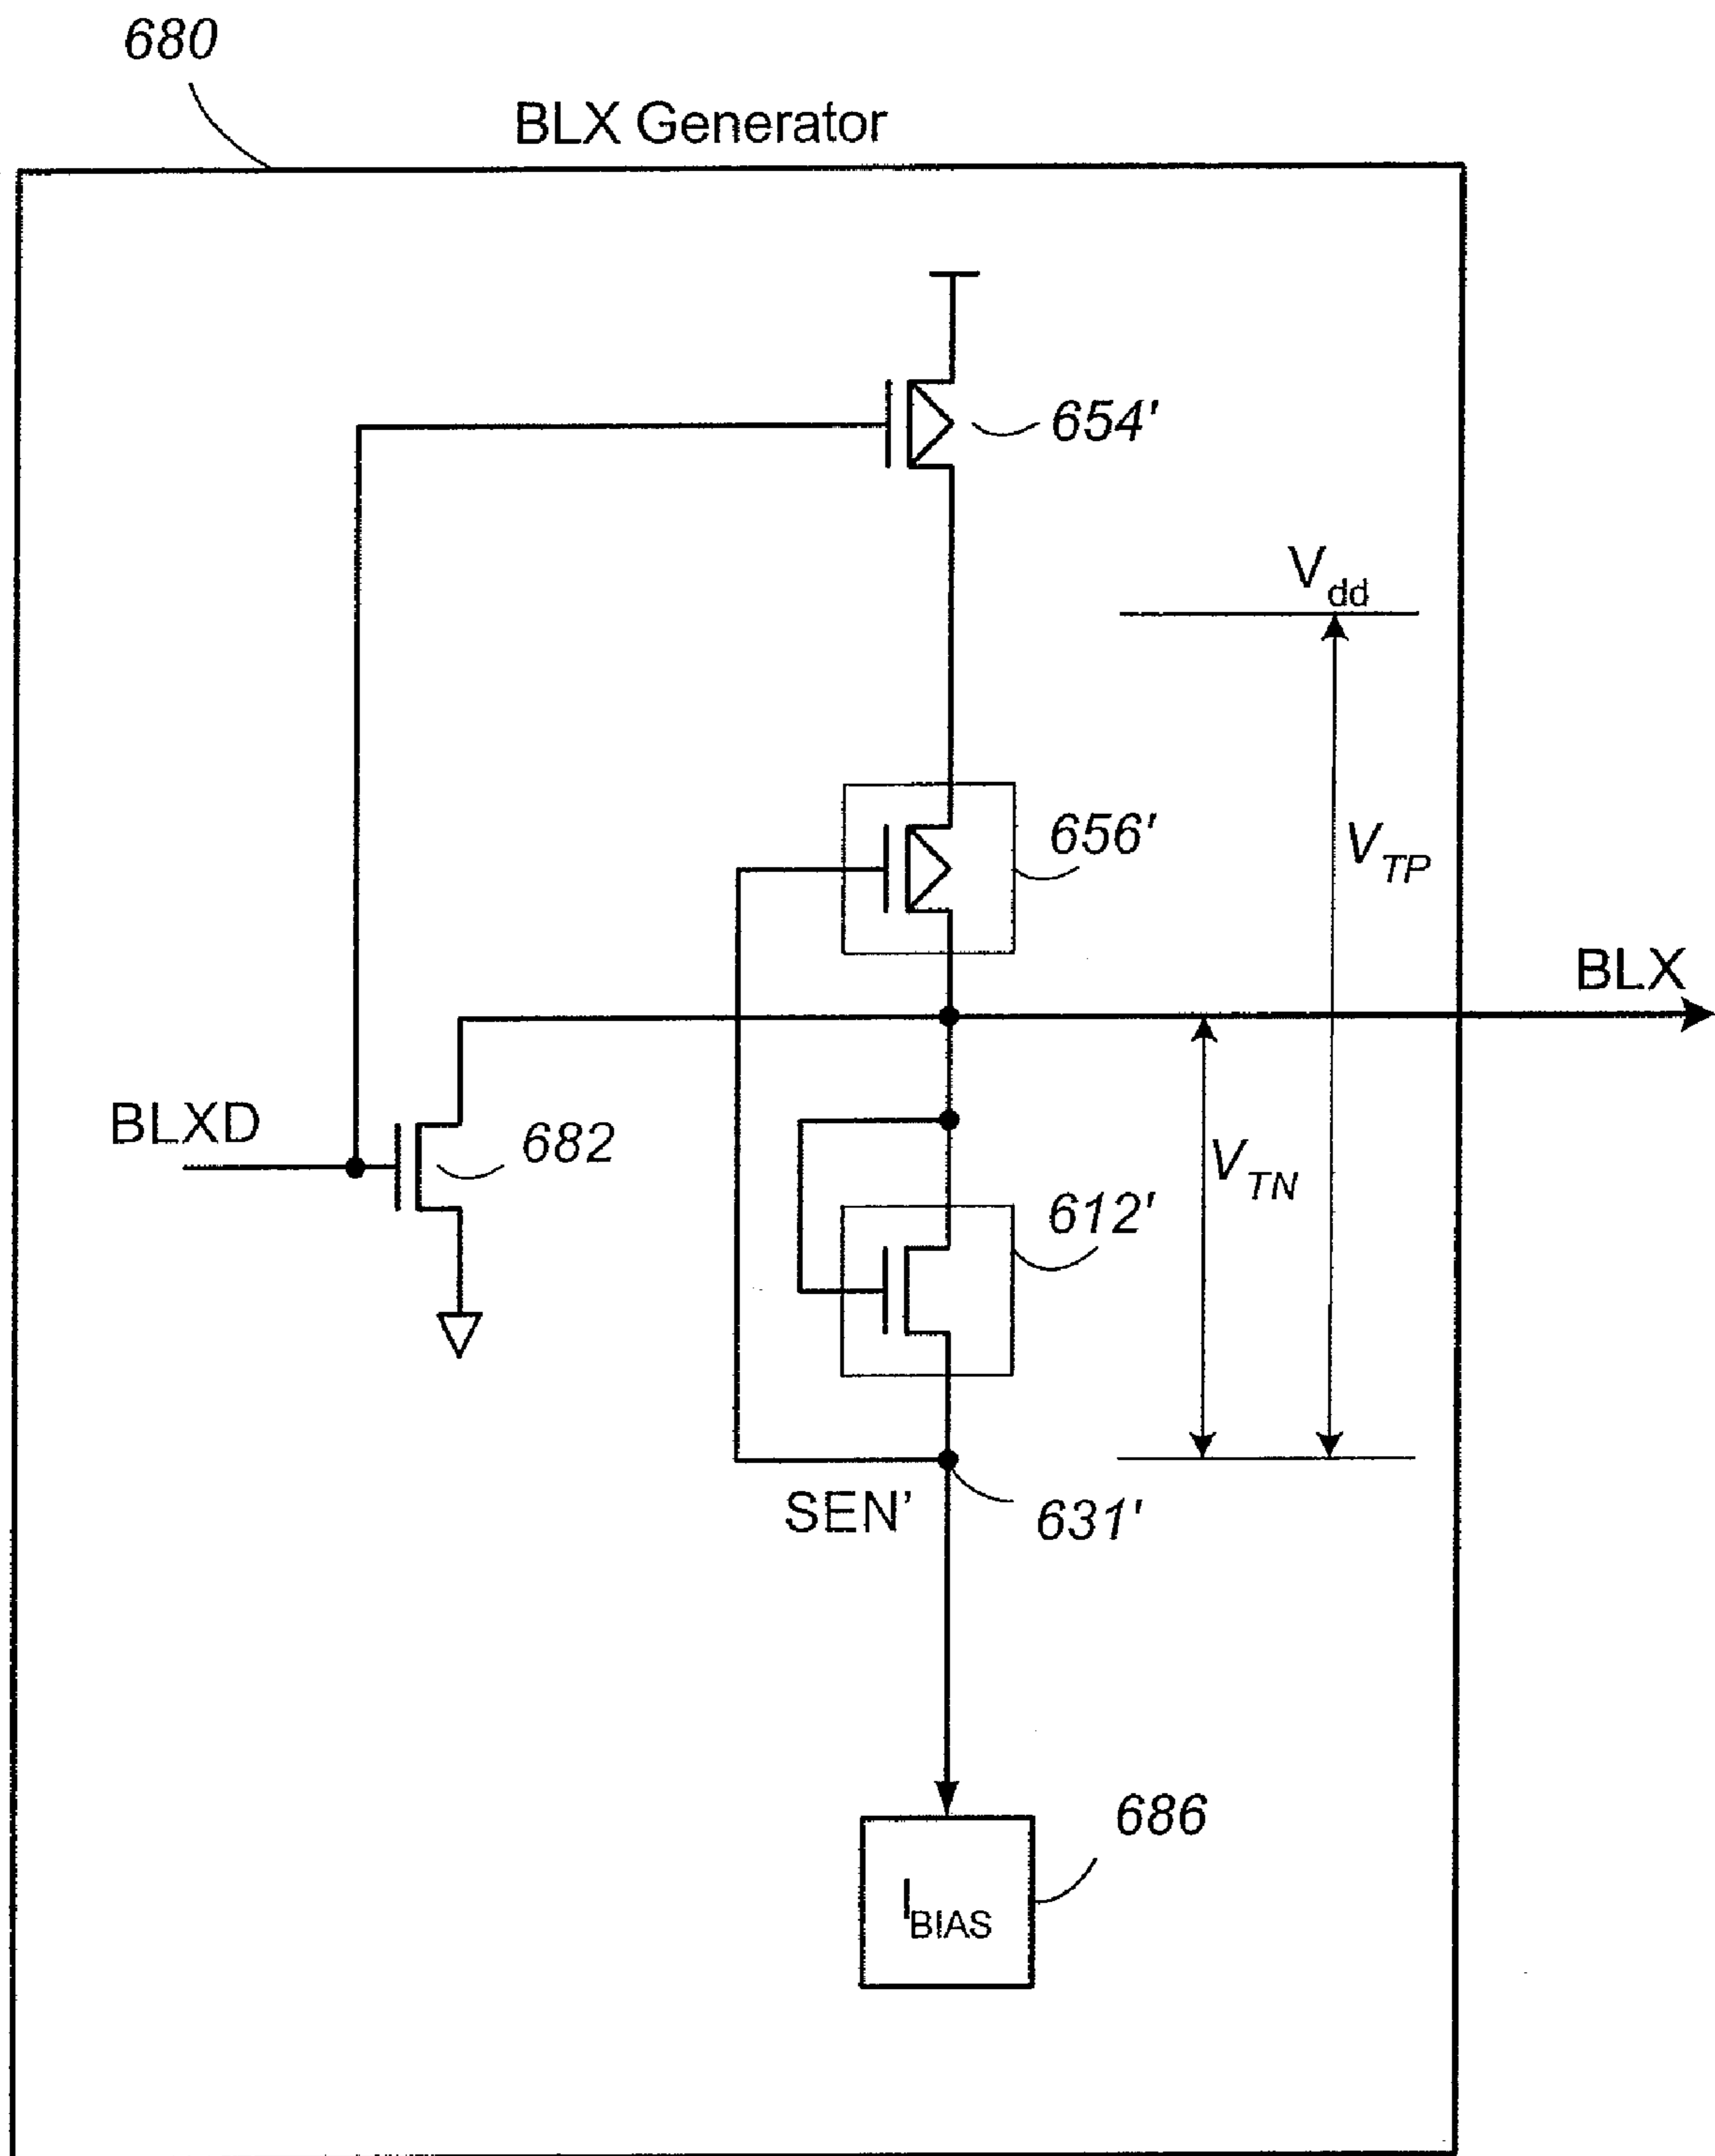 680
BLX Generator
654'
Vdd
656'
VTP
BLX
BLXD
682
VTN
612'
SEN’
631'
686
IBIAS